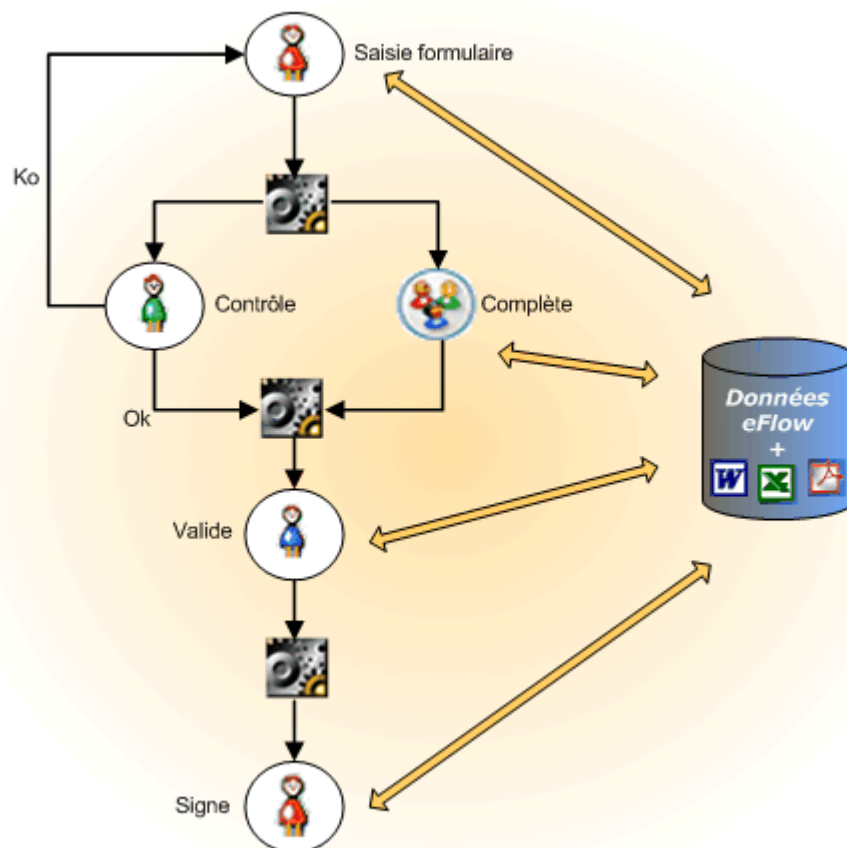 Saisie formulaire
Ko
Contrôle
Complète
Ok
Données
eFlow
+
W
X
Valide
Signe